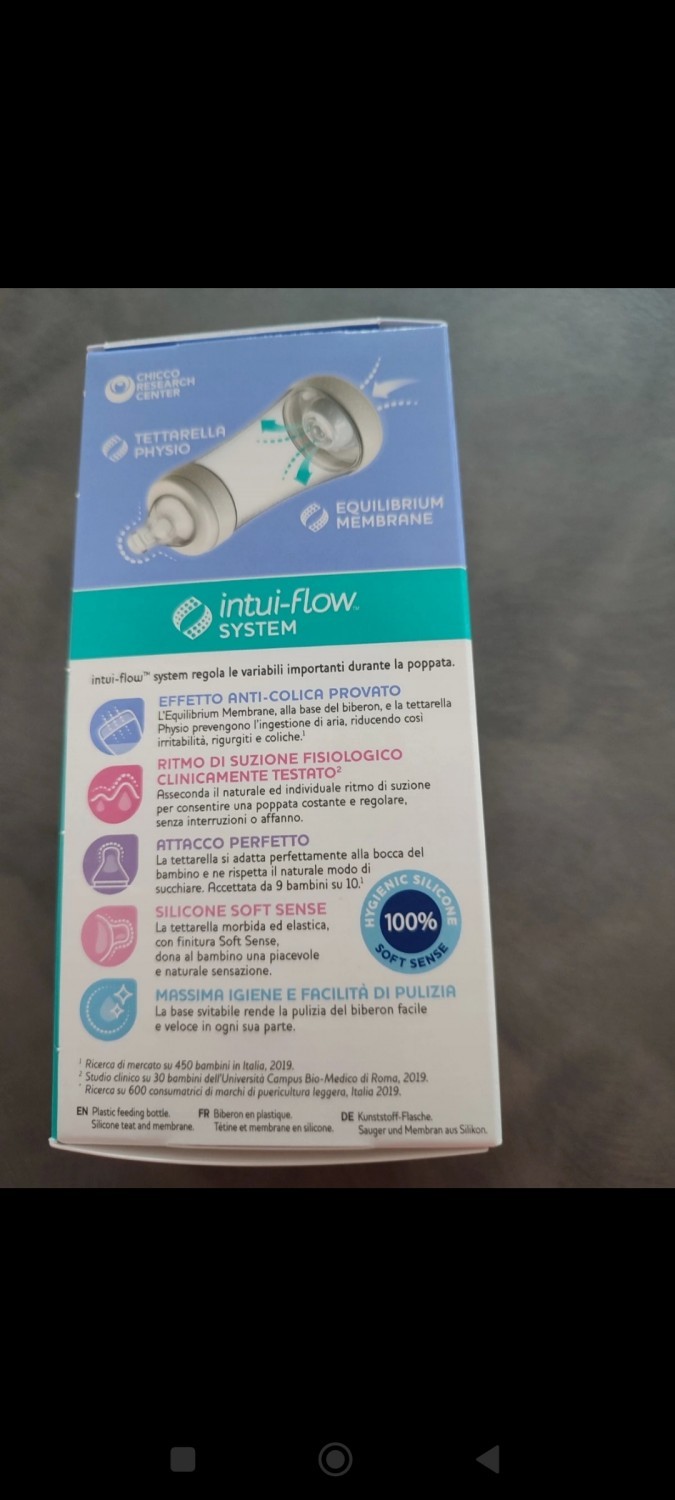 CHICCO
RESEARCH
CENTER
TETTARELLA
PHYSIO
EQUILIBRIUM
MEMBRANE
intui-flow™
SYSTEM
intui-flow™ system regola le variabili importanti durante la poppata.
EFFETTO ANTI-COLICA PROVATO
L'Equilibrium Membrane, alla base del biberon, e la tettarella
Physio prevengono l'ingestione di aria, riducendo così
irritabilità, rigurgiti e coliche.¹
RITMO DI SUZIONE FISIOLOGICO
CLINICAMENTE TESTATO²
Asseconda il naturale ed individuale ritmo di suzione
per consentire una poppata costante e regolare,
senza interruzioni o affanno.
ATTACCO PERFETTO
La tettarella si adatta perfettamente alla bocca del
bambino e ne rispetta il naturale modo di
succhiare. Accettata da 9 bambini su 10.¹
SILICONE SOFT SENSE
La tettarella morbida ed elastica,
con finitura Soft Sense,
dona al bambino una piacevole
e naturale sensazione.
HYGIENIC SILICONE
100%
SOFT SENSE
MASSIMA IGIENE E FACILITÀ DI PULIZIA
La base svitabile rende la pulizia del biberon facile
e veloce in ogni sua parte.
¹ Ricerca di mercato su 450 bambini in Italia, 2019.
² Studio clinico su 30 bambini dell'Università Campus Bio-Medico di Roma, 2019.
* Ricerca su 600 consumatrici di marchi di puericultura leggera, Italia 2019.
EN Plastic feeding bottle.
Silicone teat and membrane.
FR Biberon en plastique.
Tétine et membrane en silicone.
DE Kunststoff-Flasche.
Sauger und Membran aus Silikon.